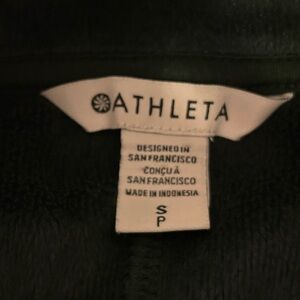 ATHLETA
DESIGNED IN
SAN FRANCISCO
CONÇU À
SAN FRANCISCO
MADE IN INDONESIA
S
P